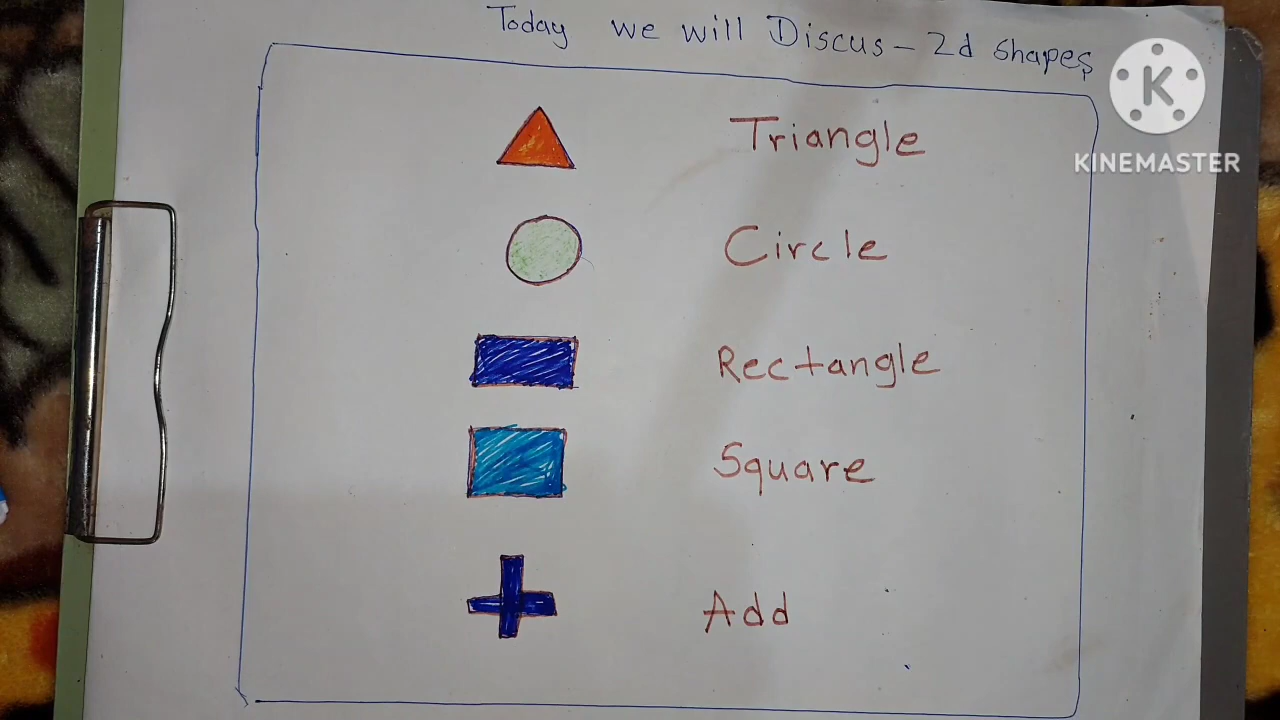 Today we will Discus - 2d shapes
K
KINEMASTER
Triangle
Circle
Rectangle
Square
Add